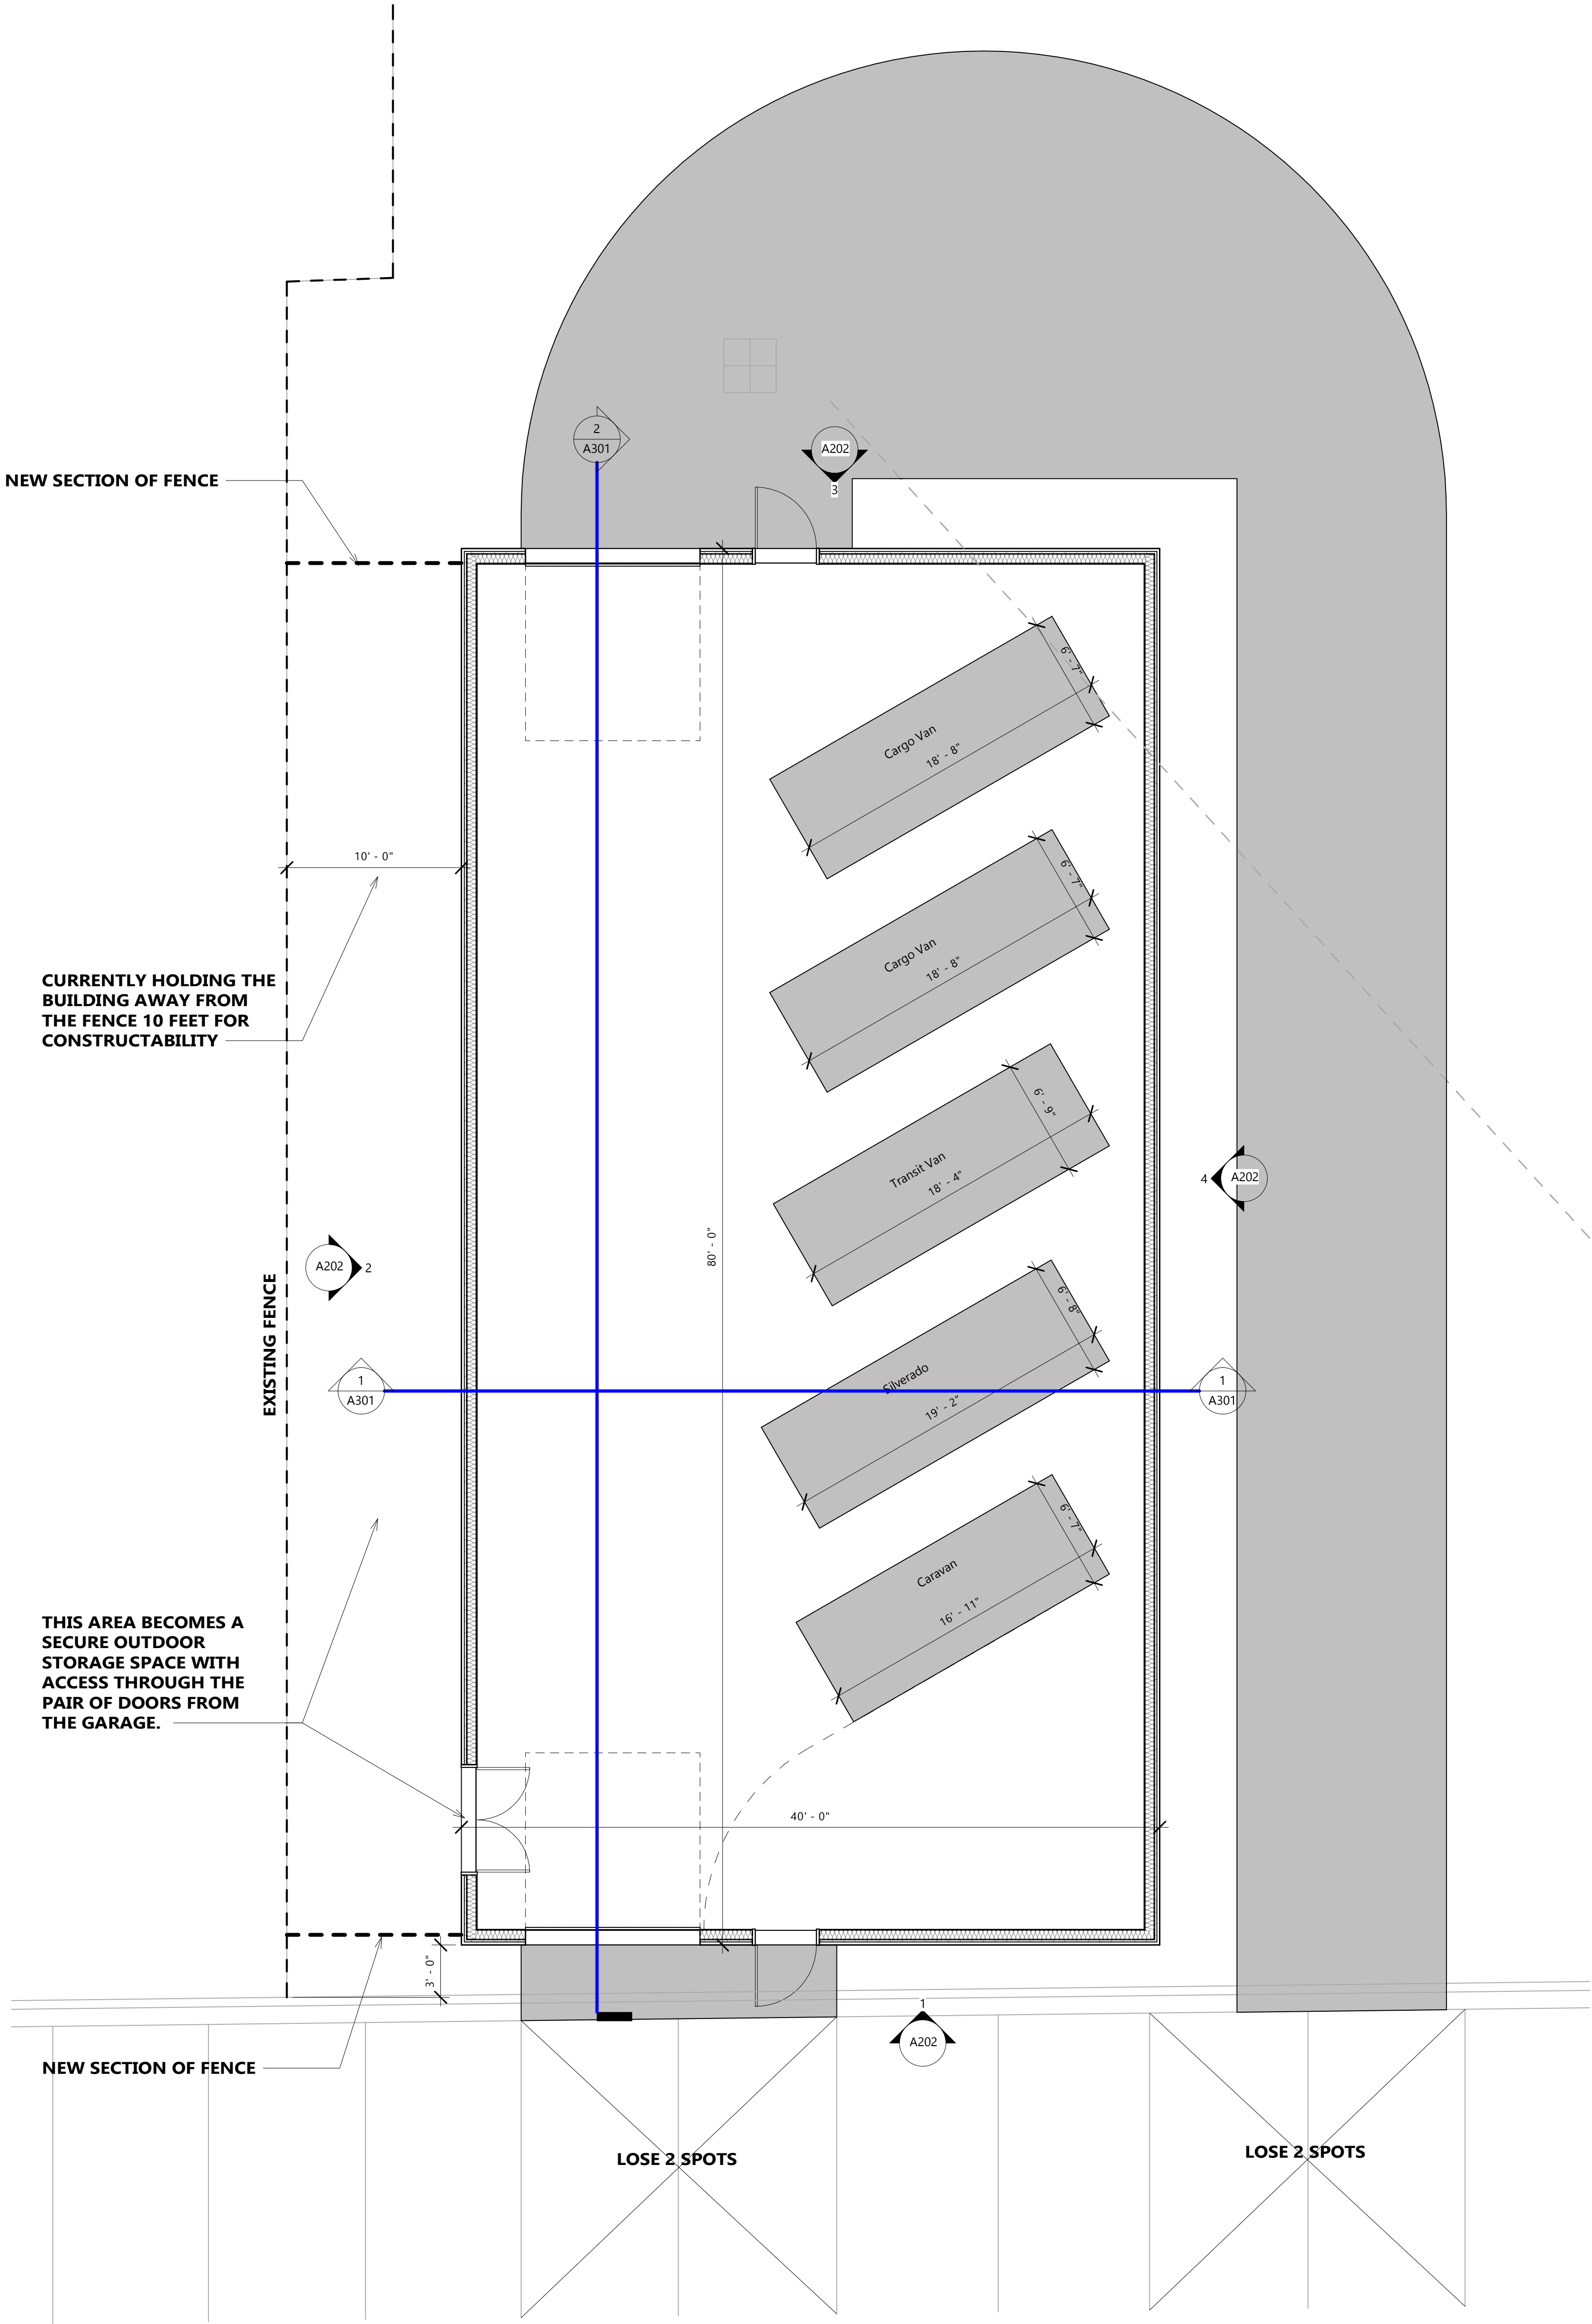 2
A301
A202
3
NEW SECTION OF FENCE
6' - 7"
Cargo Van
18' - 8"
10' - 0"
6' - 7"
Cargo Van
18' - 8"
CURRENTLY HOLDING THE
BUILDING AWAY FROM
THE FENCE 10 FEET FOR
CONSTRUCTABILITY
6' - 9"
Transit Van
18' - 4"
4
A202
80' - 0"
A202
2
EXISTING FENCE
6' - 8"
Silverado
19' - 2"
1
A301
1
A301
6' - 7"
Caravan
16' - 11"
THIS AREA BECOMES A
SECURE OUTDOOR
STORAGE SPACE WITH
ACCESS THROUGH THE
PAIR OF DOORS FROM
THE GARAGE.
40' - 0"
3' - 0"
1
A202
NEW SECTION OF FENCE
LOSE 2 SPOTS
LOSE 2 SPOTS